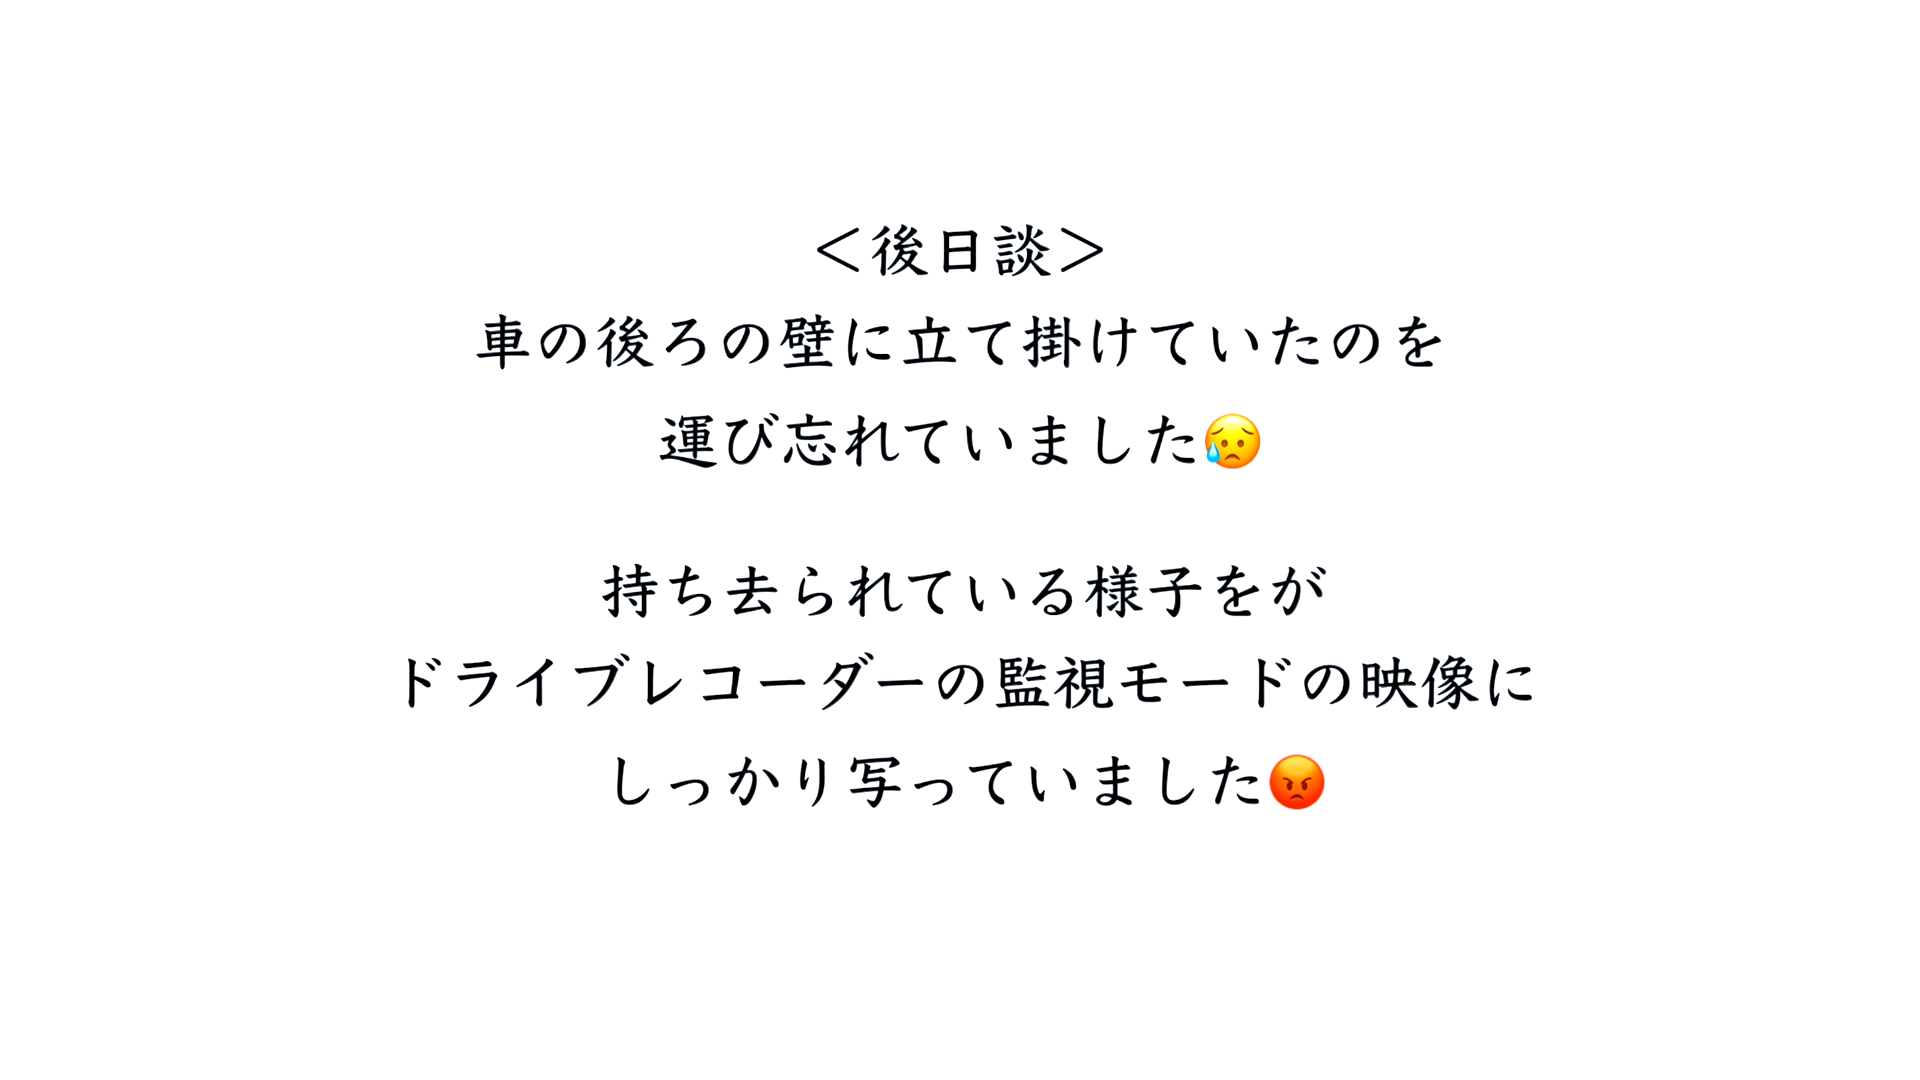 ＜後日談＞
車の後ろの壁に立て掛けていたのを
運び忘れていました😥
持ち去られている様子をが
ドライブレコーダーの監視モードの映像に
しっかり写っていました😡